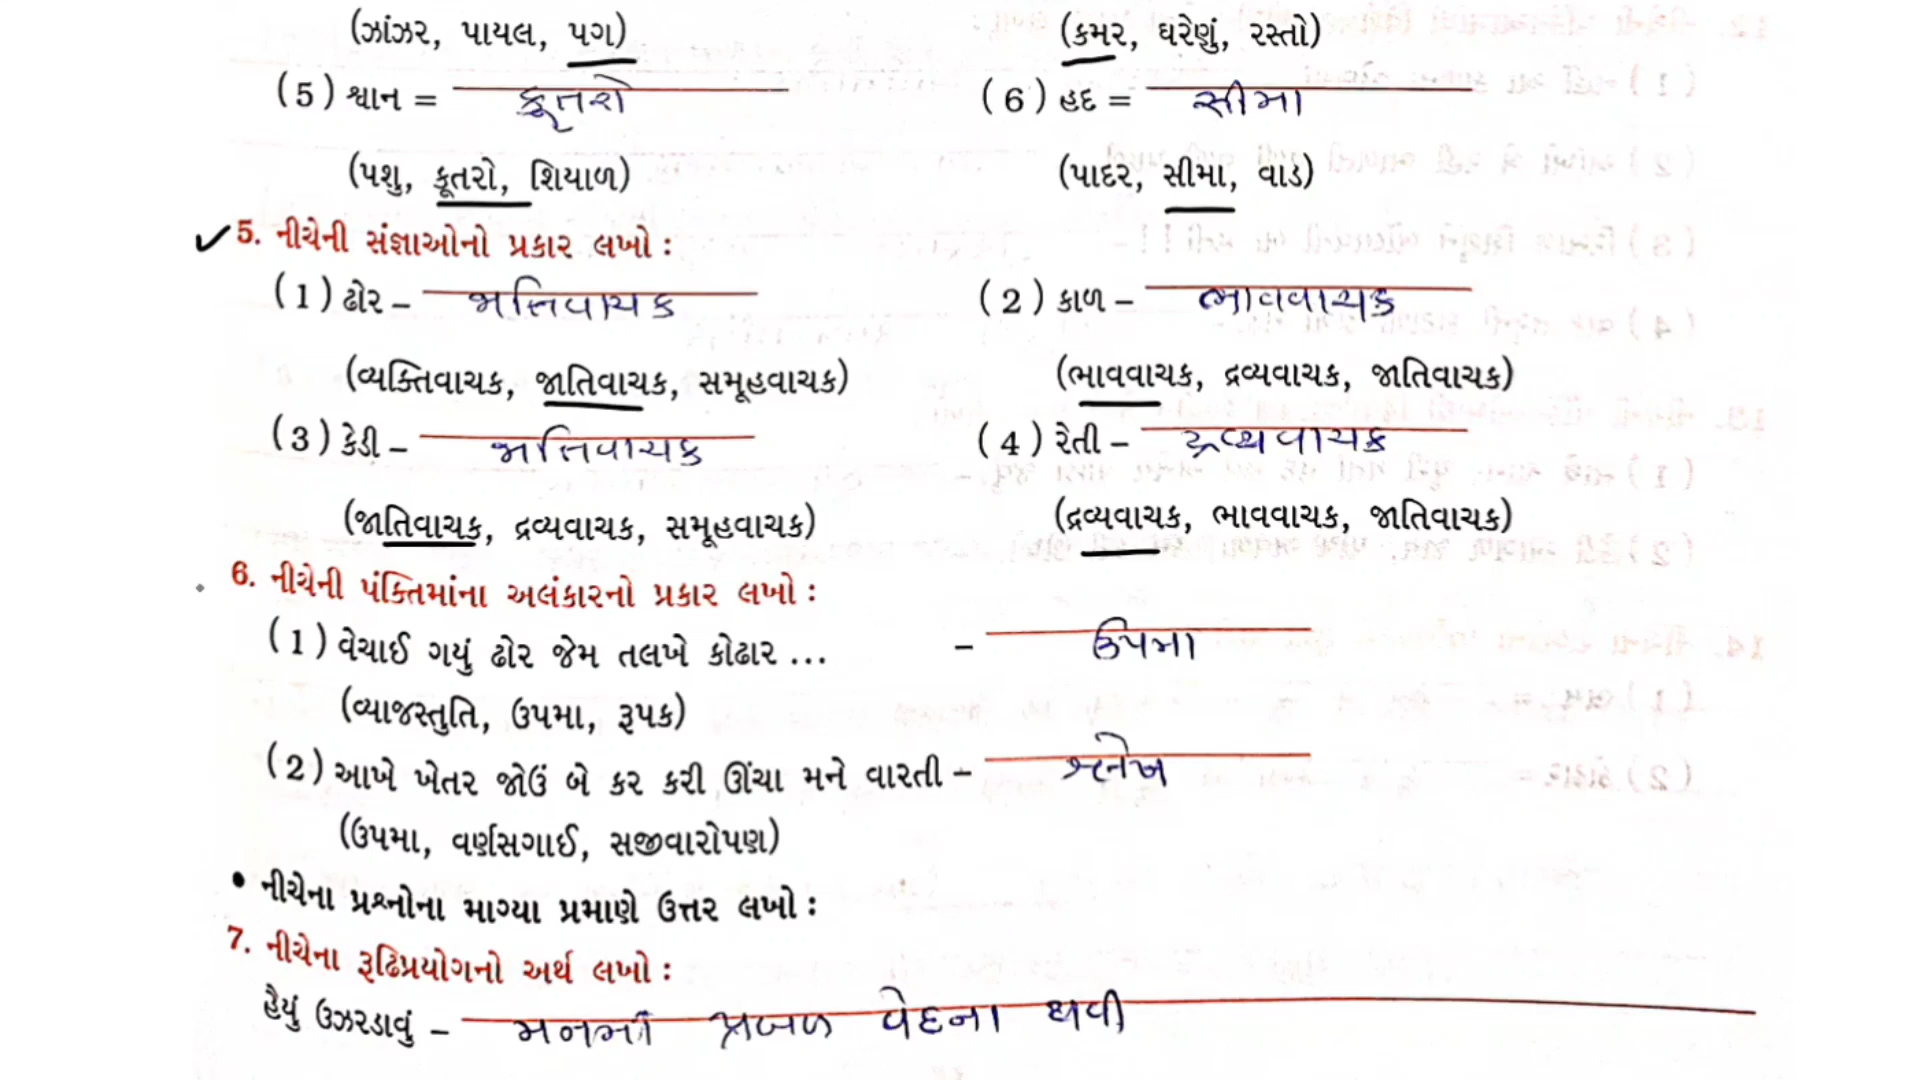 (ઝાંઝર, પાયલ, પગ) (કમર, ઘરેણું, રસ્તો)
(5) શ્વાન = કૂતરો (6) હદ = સીમા
(પશુ, કૂતરો, શિયાળ) (પાદર, સીમા, વાડ)
5. નીચેની સંજ્ઞાઓનો પ્રકાર લખો :
(1) ઢોર – જાતિવાચક (2) કાળ – ભાવવાચક
(વ્યક્તિવાચક, જાતિવાચક, સમૂહવાચક) (ભાવવાચક, દ્રવ્યવાચક, જાતિવાચક)
(3) કેડી – જાતિવાચક (4) રેતી – દ્રવ્યવાચક
(જાતિવાચક, દ્રવ્યવાચક, સમૂહવાચક) (દ્રવ્યવાચક, ભાવવાચક, જાતિવાચક)
6. નીચેની પંક્તિમાંના અલંકારનો પ્રકાર લખો :
(1) વેચાઈ ગયું ઢોર જેમ તલખે કોઢાર ... – ઉપમા
(વ્યાજસ્તુતિ, ઉપમા, રૂપક)
(2) આખે ખેતર જોઉં બે કર કરી ઊંચા મને વારતી – શ્લેષ
(ઉપમા, વર્ણસગાઈ, સજીવારોપણ)
• નીચેના પ્રશ્નોના માગ્યા પ્રમાણે ઉત્તર લખો :
7. નીચેના રૂઢિપ્રયોગનો અર્થ લખો :
હૈયું ઉઝરડાવું – મનમાં પ્રબળ વેદના થવી